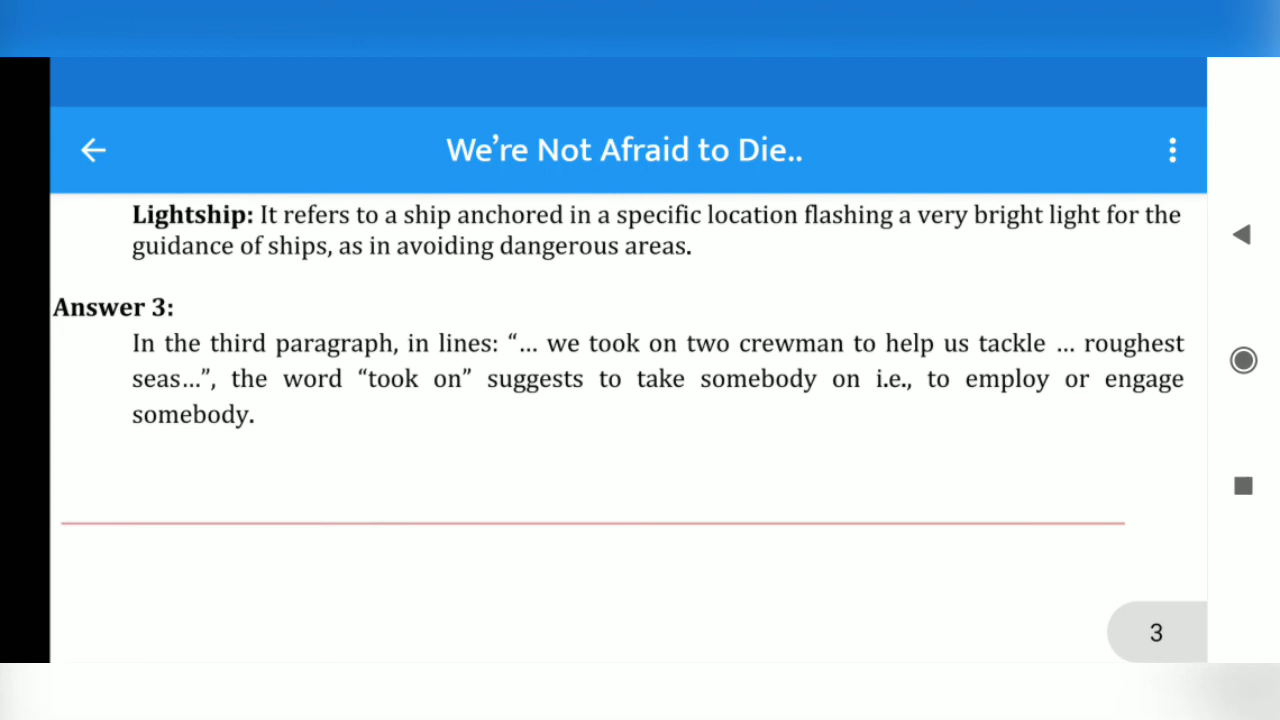 We’re Not Afraid to Die..
Lightship: It refers to a ship anchored in a specific location flashing a very bright light for the
guidance of ships, as in avoiding dangerous areas.
Answer 3:
In the third paragraph, in lines: “… we took on two crewman to help us tackle … roughest
seas…”, the word “took on” suggests to take somebody on i.e., to employ or engage
somebody.
3